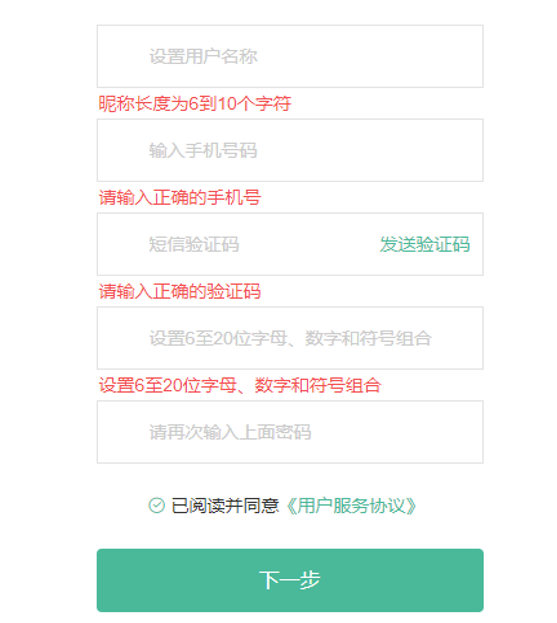 设置用户名称
昵称长度为6到10个字符
输入手机号码
请输入正确的手机号
短信验证码 发送验证码
请输入正确的验证码
设置6至20位字母、数字和符号组合
设置6至20位字母、数字和符号组合
请再次输入上面密码
已阅读并同意《用户服务协议》
下一步